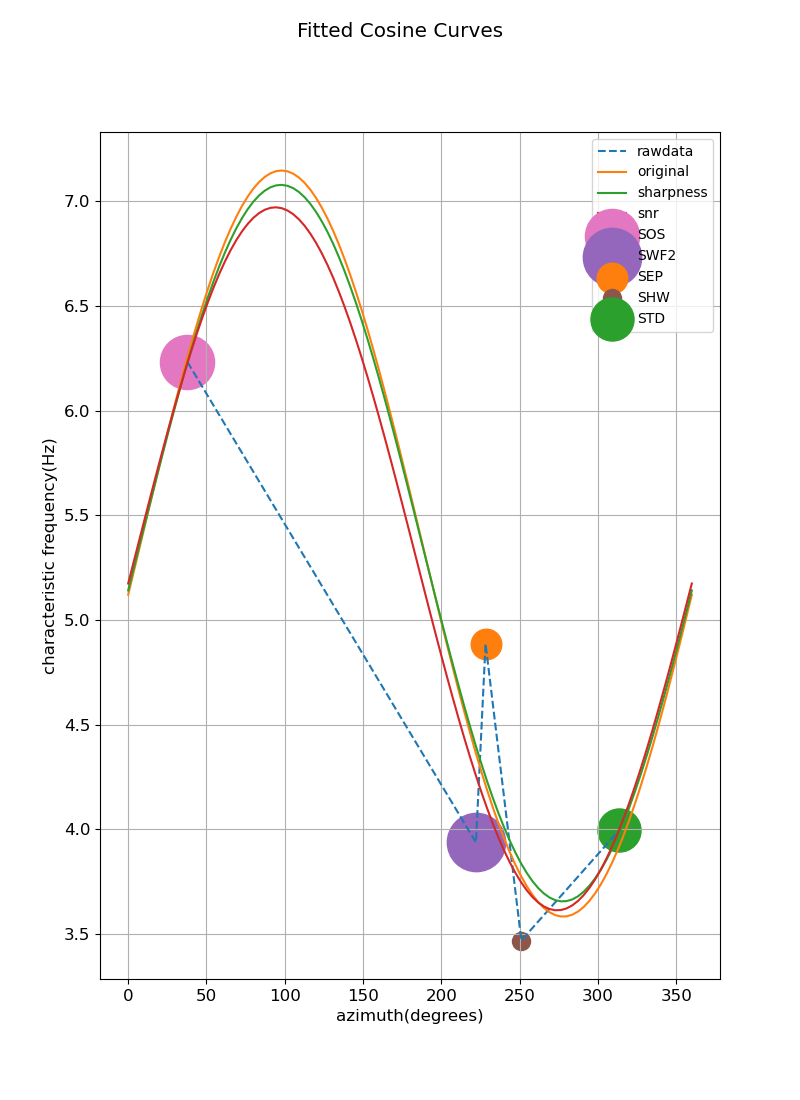 Fitted Cosine Curves
rawdata
original
sharpness
snr
SOS
SWF2
SEP
SHW
STD
characteristic frequency(Hz)
7.0
6.5
6.0
5.5
5.0
4.5
4.0
3.5
0 50 100 150 200 250 300 350
azimuth(degrees)